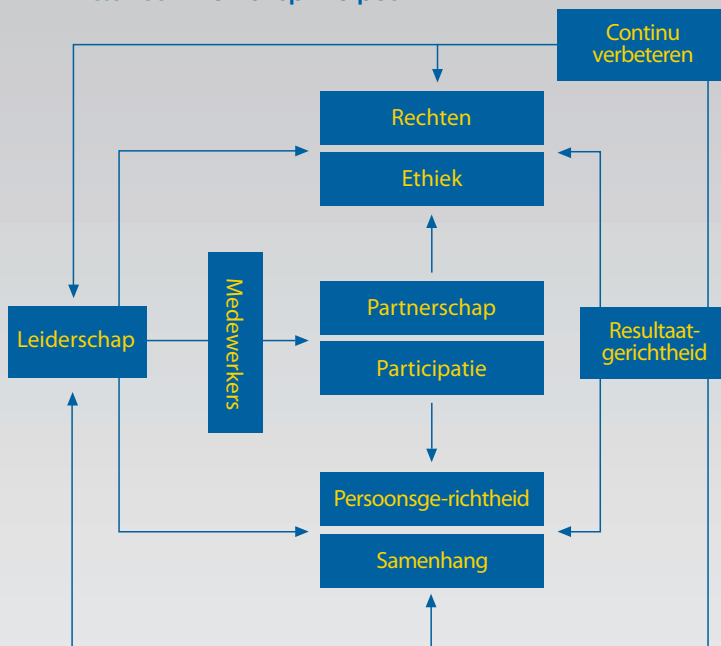 Continu
verbeteren
Rechten
Ethiek
Medewerkers
Partnerschap
Leiderschap
Participatie
Resultaat-
gerichtheid
Persoonsge-richtheid
Samenhang